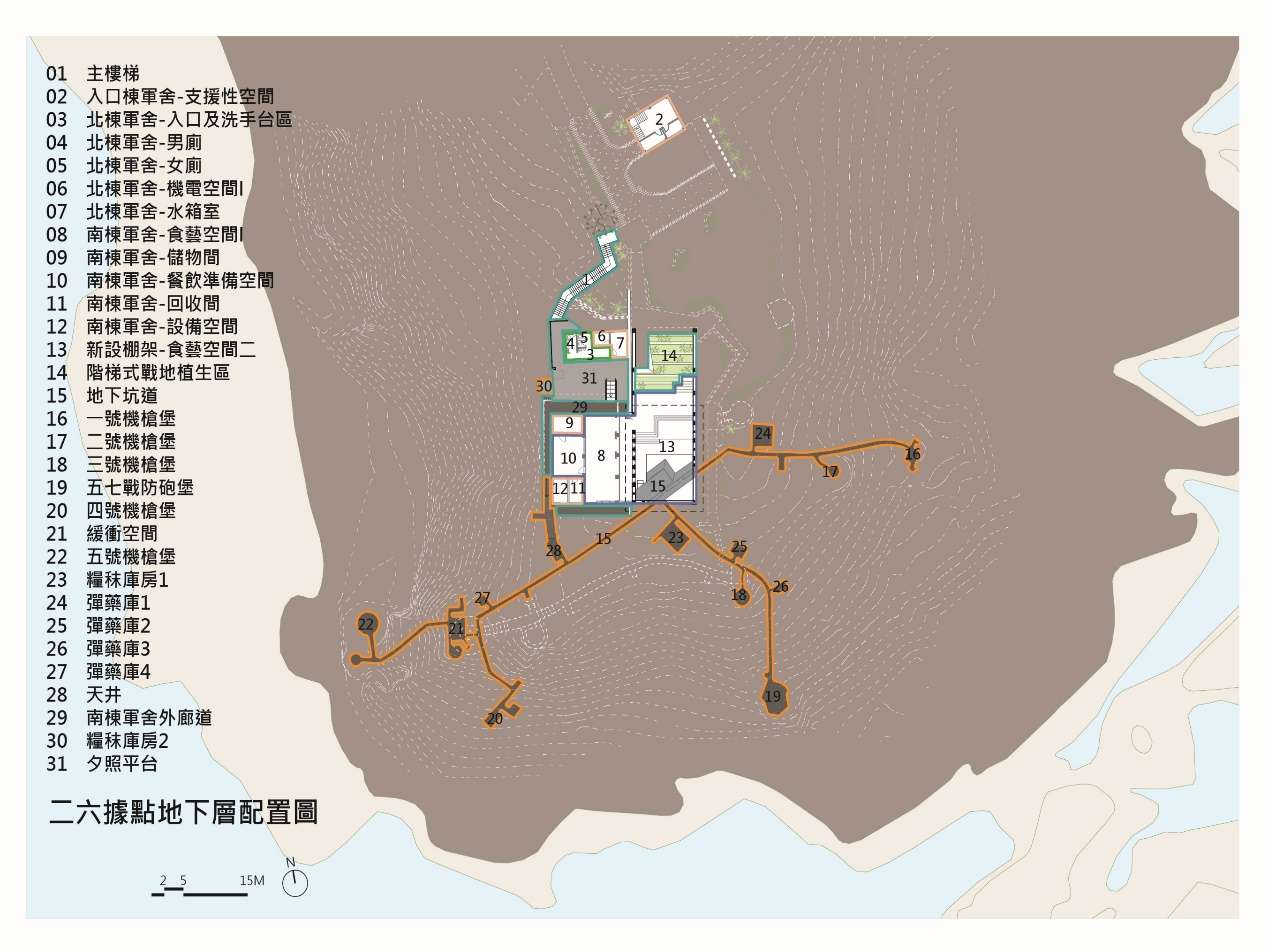 01 主樓梯
02 入口棟軍舍-支援性空間
03 北棟軍舍-入口及洗手台區
04 北棟軍舍-男廁
05 北棟軍舍-女廁
06 北棟軍舍-機電空間I
07 北棟軍舍-水箱室
08 南棟軍舍-食藝空間I
09 南棟軍舍-儲物間
10 南棟軍舍-餐飲準備空間
11 南棟軍舍-回收間
12 南棟軍舍-設備空間
13 新設棚架-食藝空間二
14 階梯式戰地植生區
15 地下坑道
16 一號機槍堡
17 二號機槍堡
18 三號機槍堡
19 五七戰防砲堡
20 四號機槍堡
21 緩衝空間
22 五號機槍堡
23 糧秣庫房1
24 彈藥庫1
25 彈藥庫2
26 彈藥庫3
27 彈藥庫4
28 天井
29 南棟軍舍外廊道
30 糧秣庫房2
31 夕照平台
二六據點地下層配置圖
2 5 15M
N
2
1
4 5 6 7
3
14
30 31
29
9
10 8 13
12 11 15
24
16
17
15 23
28 25
18 26
27
22 21
20
19